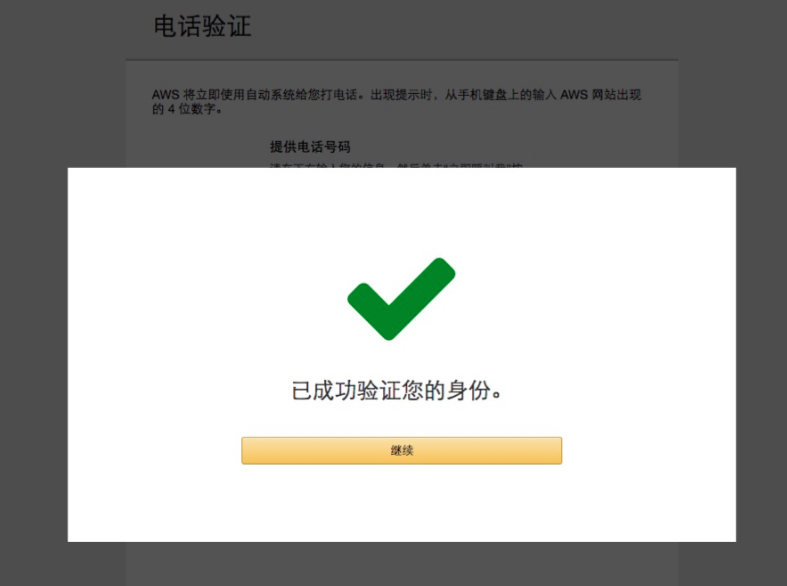 电话验证
AWS 将立即使用自动系统给您打电话。出现提示时，从手机键盘上的输入 AWS 网站出现
的 4 位数字。
提供电话号码
已成功验证您的身份。
继续